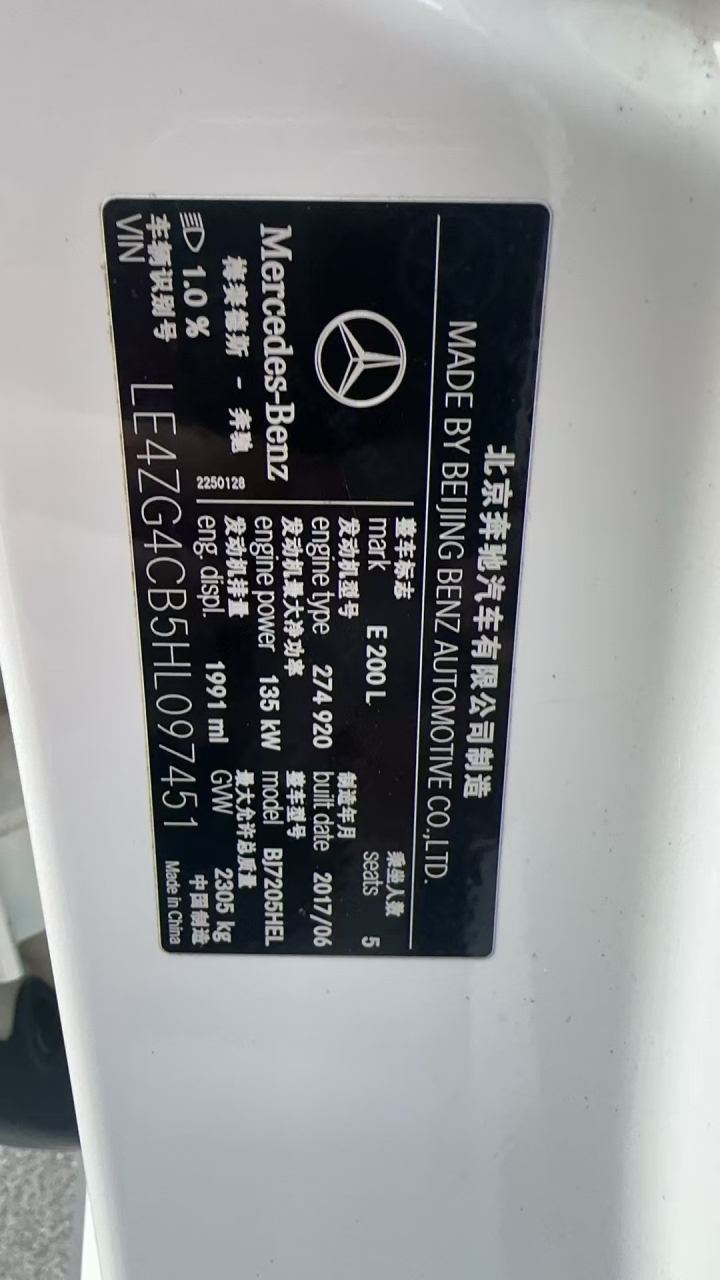 北京奔驰汽车有限公司制造
MADE BY BEIJING BENZ AUTOMOTIVE CO.,LTD.
Mercedes-Benz
梅赛德斯 - 奔驰
1.0 %
2250128
整车标志
mark E 200 L
乘坐人数
seats 5
发动机型号
engine type 274 920
制造年月
built date 2017/06
发动机最大净功率
engine power 135 kW
整车型号
model BJ7205HEL
发动机排量
eng. displ. 1991 ml
最大允许总质量
GVW 2305 kg
车辆识别号
VIN LE4ZG4CB5HL097451
中国制造
Made in China